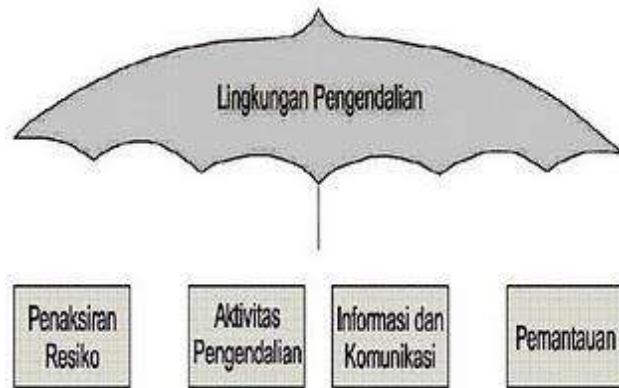 Lingkungan Pengendalian
Penaksiran
Resiko
Aktivitas
Pengendalian
Informasi dan
Komunikasi
Pemantauan